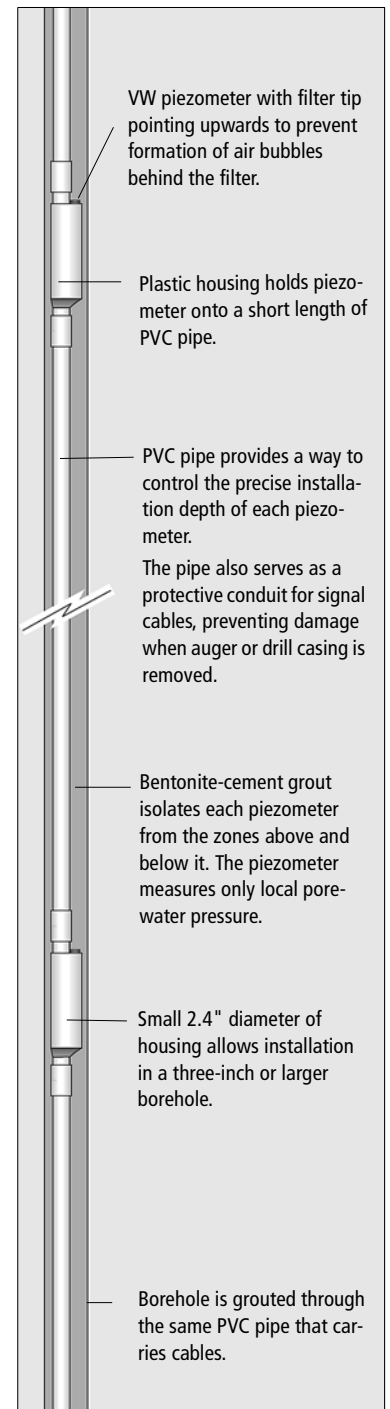 VW piezometer with filter tip
pointing upwards to prevent
formation of air bubbles
behind the filter.
Plastic housing holds piezo-
meter onto a short length of
PVC pipe.
PVC pipe provides a way to
control the precise installa-
tion depth of each piezo-
meter.
The pipe also serves as a
protective conduit for signal
cables, preventing damage
when auger or drill casing is
removed.
Bentonite-cement grout
isolates each piezometer
from the zones above and
below it. The piezometer
measures only local pore-
water pressure.
Small 2.4" diameter of
housing allows installation
in a three-inch or larger
borehole.
Borehole is grouted through
the same PVC pipe that car-
ries cables.